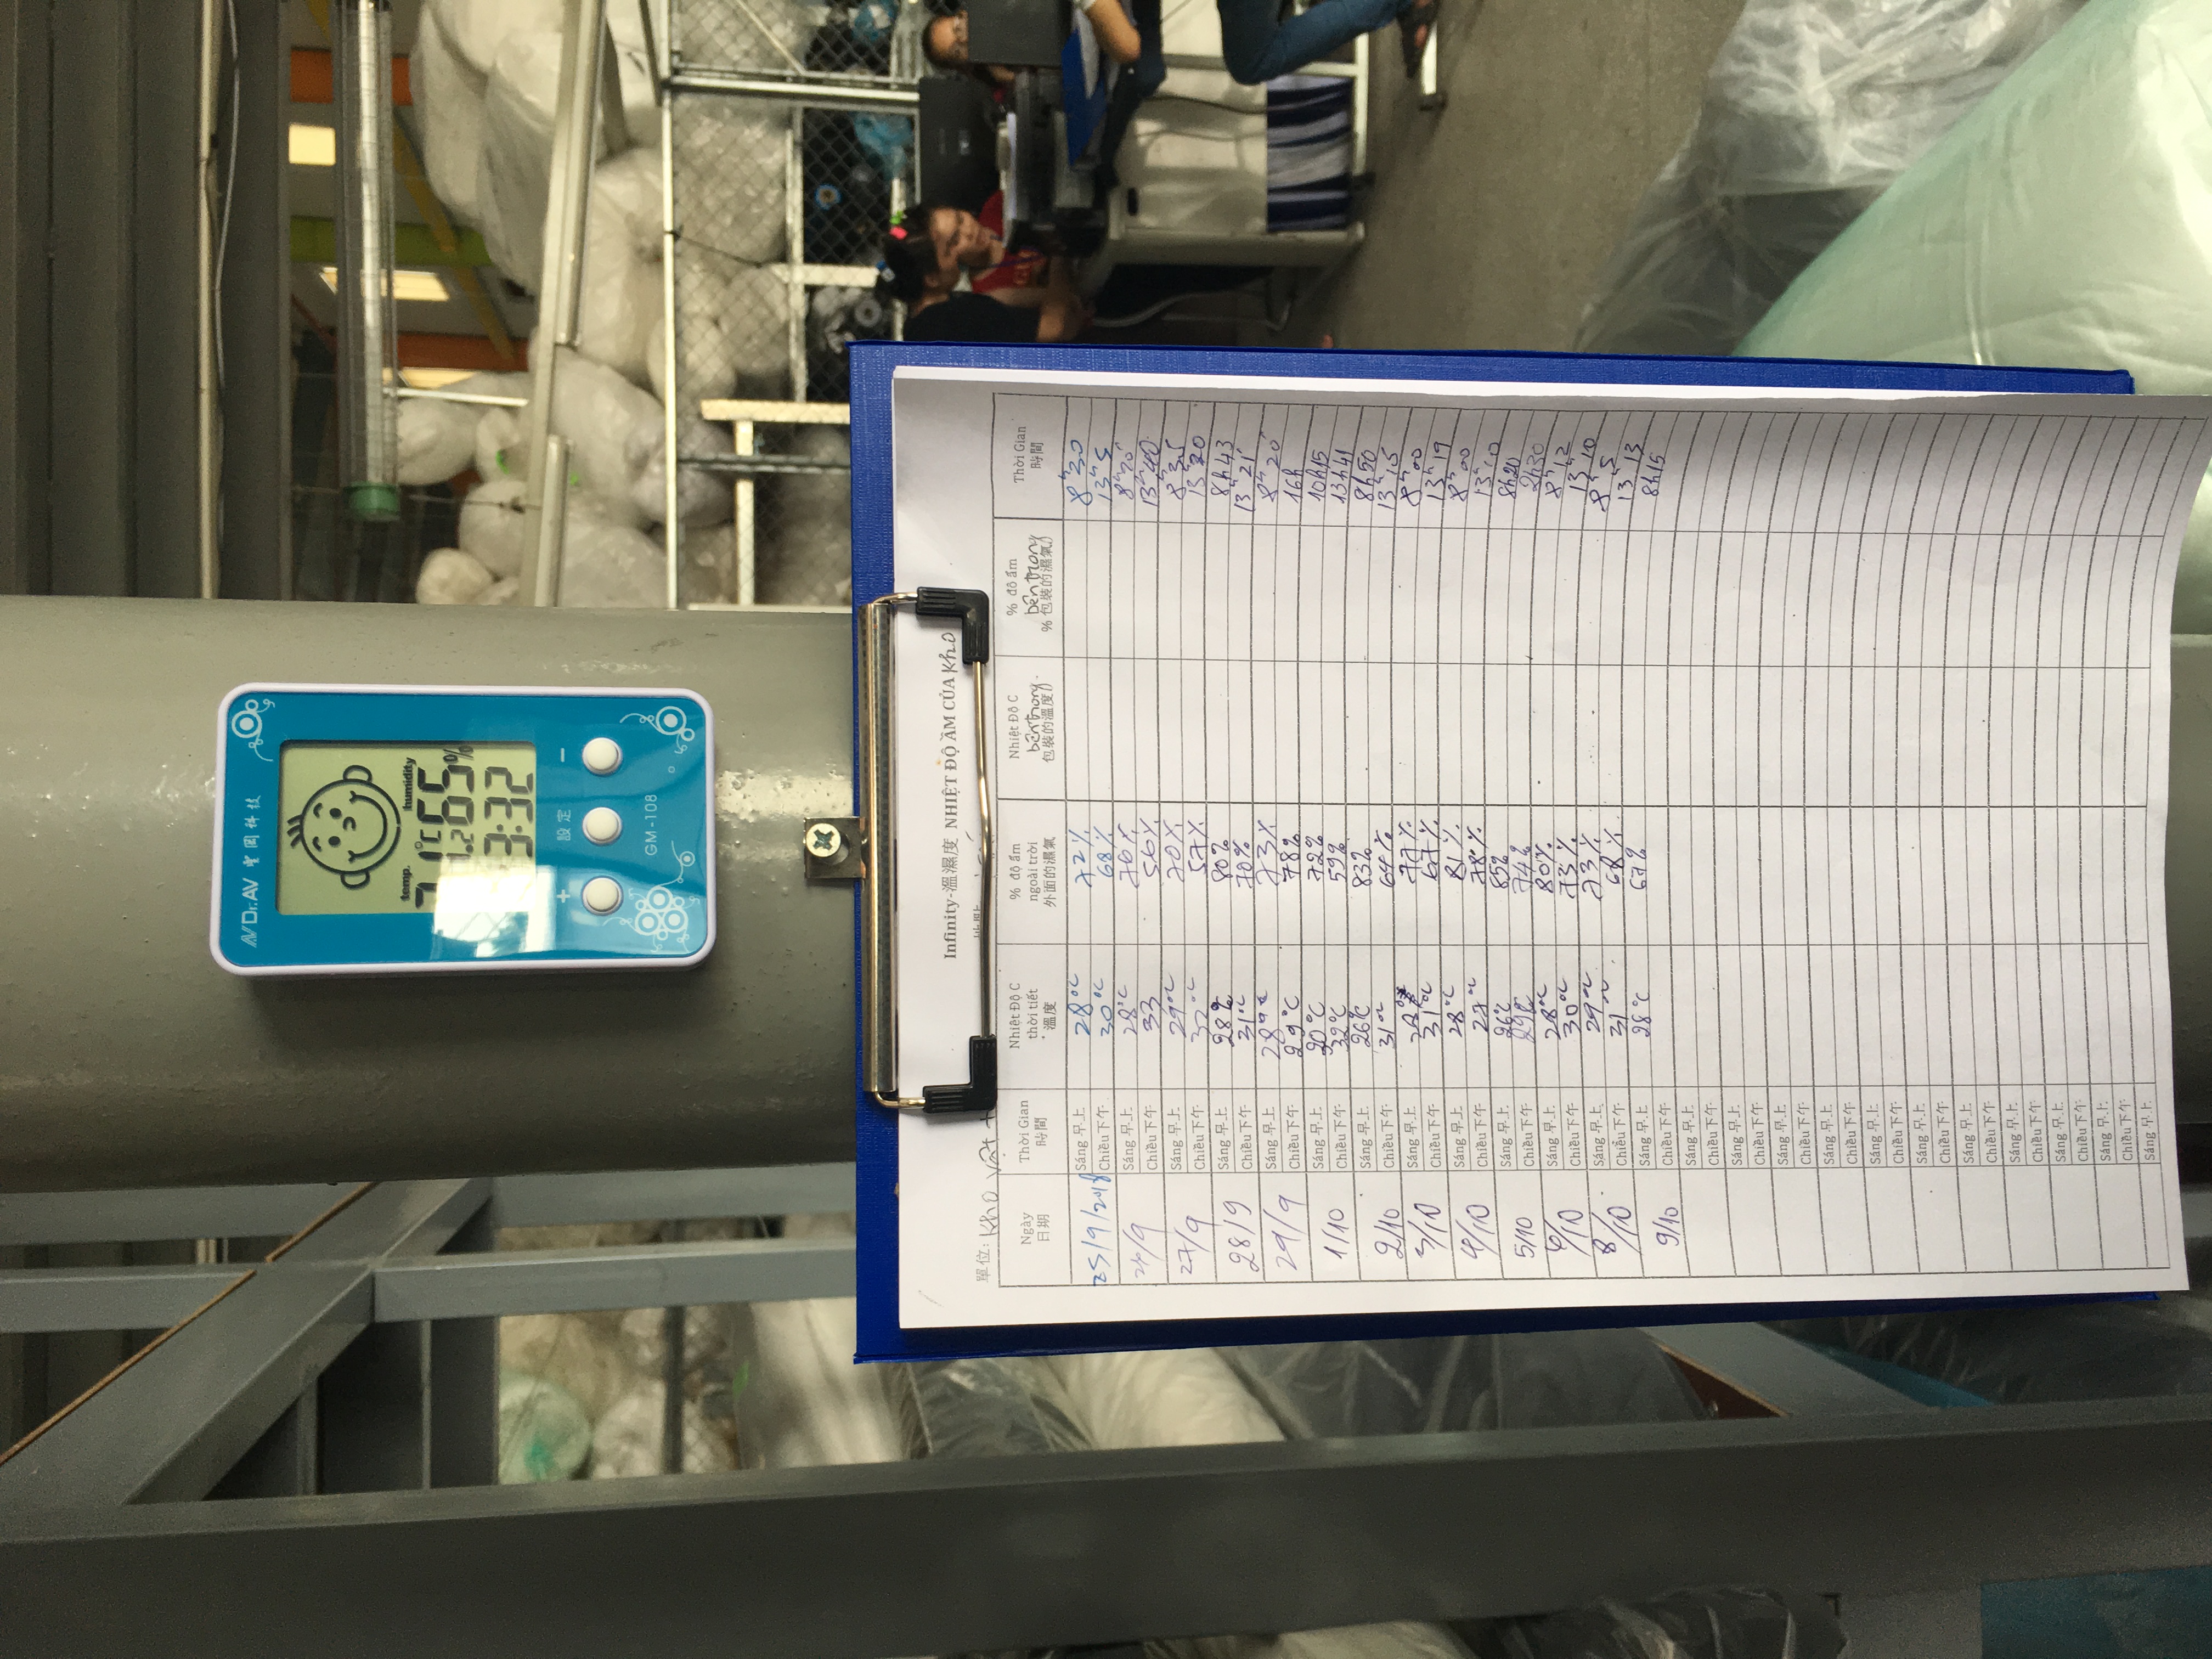 Dr.AV 聖岡科技
temp. humidity
°C 65%
3:32
+ 設定 −
GM-108
Infinity-溫濕度 NHIỆT ĐỘ ẨM CỦA Kho
單位: Kho vật
Ngày 日期 Thời Gian 時間 Nhiệt Độ C thời tiết 溫度 % độ ẩm ngoài trời 外面的濕氣 Nhiệt Độ C bên trong 包裝的溫度 % độ ẩm bên trong % 包裝的濕氣 Thời Gian 時間
25/9/2018 Sáng 早上 28°C 72% 8h30
Chiều 下午 30°C 68% 13h5
/9 Sáng 早上 28°C 76%
Chiều 下午 33 56% 13h40
27/9 Sáng 早上 29°C 70% 8h35
Chiều 下午 57%
28/9 Sáng 早上 28°C 80% 8h43
Chiều 下午 31°C 70% 13h21
29/9 Sáng 早上 28°C 73% 8h20
Chiều 下午 29°C 78% 16h
1/10 Sáng 早上 72% 10h15
Chiều 下午 32°C 59% 13h41
2/10 Sáng 早上 26°C 83% 8h50
Chiều 下午 31°C 64% 13h15
3/10 Sáng 早上 28° 77% 8h00
Chiều 下午 31°C 67% 13h19
4/10 Sáng 早上 28°C 81% 8h00
Chiều 下午 27°C 78% 13h10
5/10 Sáng 早上 26°C 85% 8h20
Chiều 下午 29°C 74% 2h30
6/10 Sáng 早上 28°C 80% 8h12
Chiều 下午 30°C 73% 13h10
8/10 Sáng 早上 29°C 73% 8h5
Chiều 下午 31°C 68% 13h13
9/10 Sáng 早上 28°C 67% 8h15
Chiều 下午
Sáng 早上
Chiều 下午
Sáng 早上
Chiều 下午
Sáng 早上
Chiều 下午
Sáng 早上
Chiều 下午
Sáng 早上
Chiều 下午
Sáng 早上
Chiều 下午
Sáng 早上
Chiều 下午
Sáng 早上
Chiều 下午
Sáng 早上
Chiều 下午
Sáng 早上
Chiều 下午
Sáng 早上